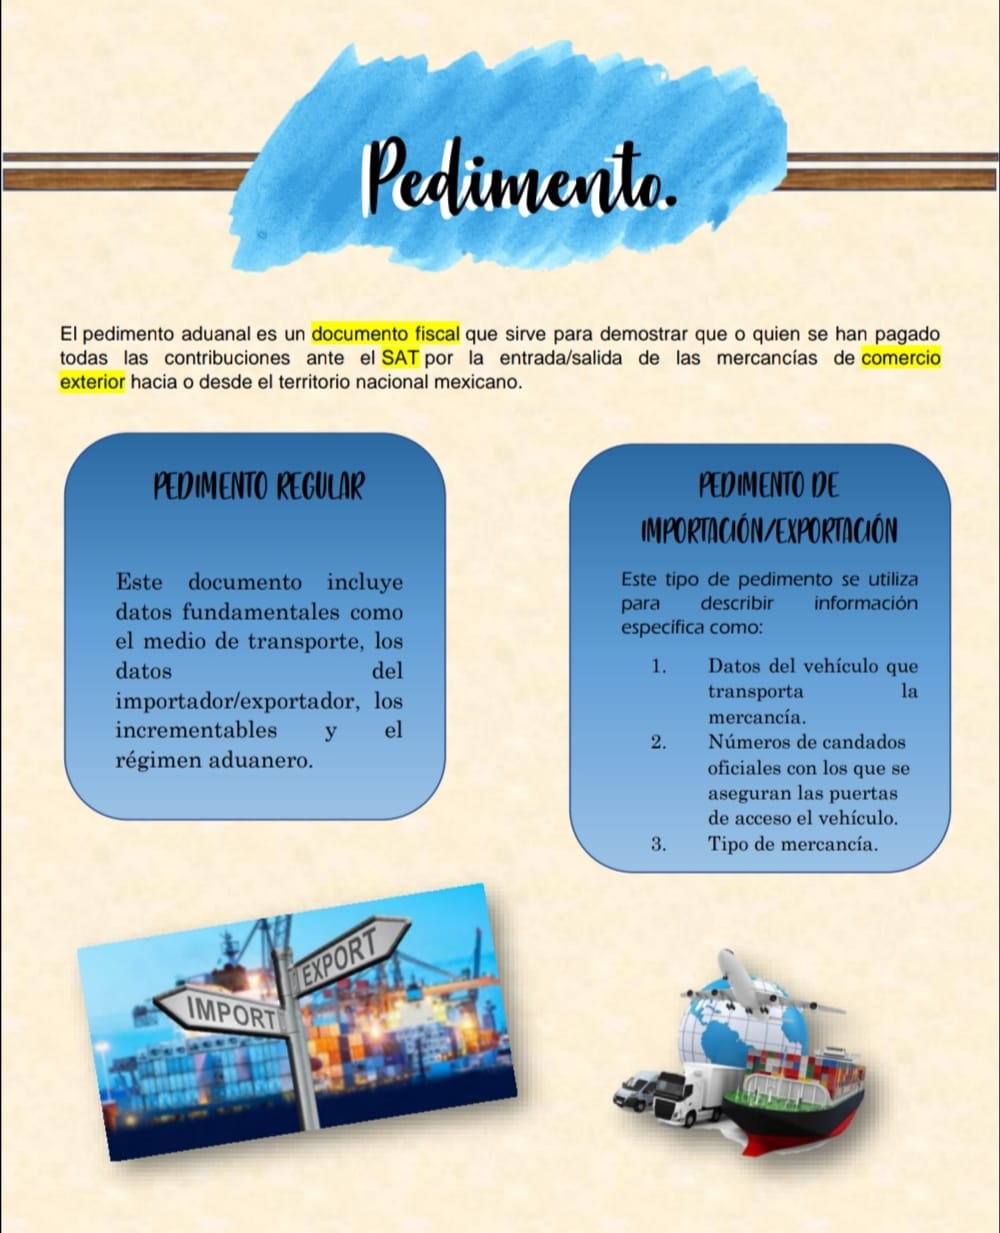 Pedimento.
El pedimento aduanal es un documento fiscal que sirve para demostrar que o quien se han pagado
todas las contribuciones ante el SAT por la entrada/salida de las mercancías de comercio
exterior hacia o desde el territorio nacional mexicano.
PEDIMENTO REGULAR
Este documento incluye
datos fundamentales como
el medio de transporte, los
datos del
importador/exportador, los
incrementables y el
régimen aduanero.
PEDIMENTO DE
IMPORTACIÓN/EXPORTACIÓN
Este tipo de pedimento se utiliza
para describir información
específica como:
1. Datos del vehículo que
transporta la
mercancía.
2. Números de candados
oficiales con los que se
aseguran las puertas
de acceso el vehículo.
3. Tipo de mercancía.
EXPORT
IMPORT